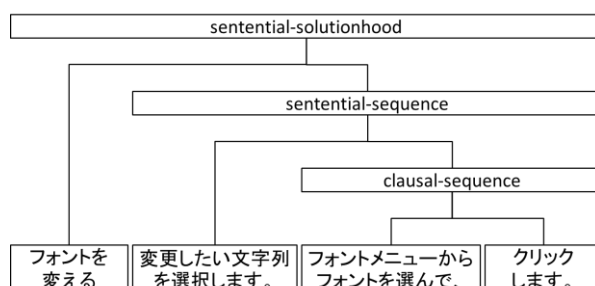 sentential-solutionhood
sentential-sequence
clausal-sequence
フォントを
変える
変更したい文字列
を選択します。
フォントメニューから
フォントを選んで、
クリック
します。